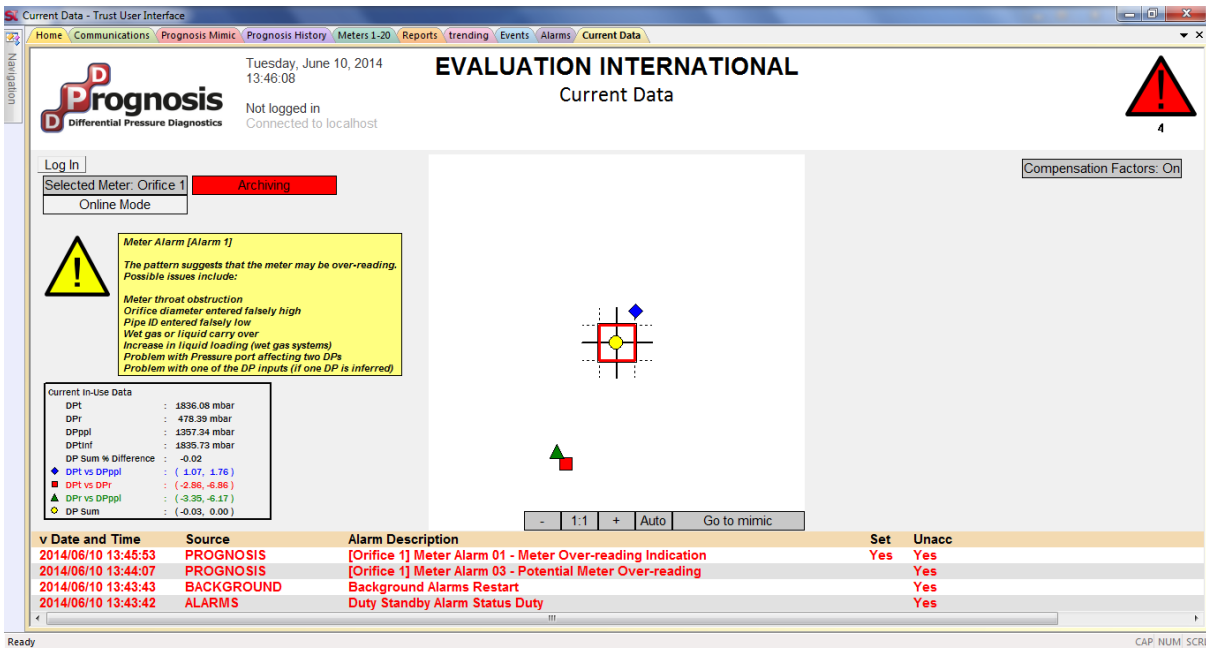 Current Data - Trust User Interface
Home Communications Prognosis Mimic Prognosis History Meters 1-20 Reports trending Events Alarms Current Data
Navigation
D
Prognosis
D Differential Pressure Diagnostics
Tuesday, June 10, 2014
13:46:08
Not logged in
Connected to localhost
EVALUATION INTERNATIONAL
Current Data
!
4
Log In
Selected Meter: Orifice 1 Archiving
Online Mode
Compensation Factors: On
!
Meter Alarm [Alarm 1]
The pattern suggests that the meter may be over-reading.
Possible issues include:
Meter throat obstruction
Orifice diameter entered falsely high
Pipe ID entered falsely low
Wet gas or liquid carry over
Increase in liquid loading (wet gas systems)
Problem with Pressure port affecting two DPs
Problem with one of the DP inputs (if one DP is inferred)
Current In-Use Data
DPt : 1836.08 mbar
DPr : 478.39 mbar
DPppl : 1357.34 mbar
DPtinf : 1835.73 mbar
DP Sum % Difference : -0.02
DPt vs DPppl : ( 1.07, 1.76 )
DPt vs DPr : ( -2.86, -6.86 )
DPr vs DPppl : ( -3.35, -6.17 )
DP Sum : ( -0.03, 0.00 )
- 1:1 + Auto Go to mimic
v Date and Time Source Alarm Description Set Unacc
2014/06/10 13:45:53 PROGNOSIS [Orifice 1] Meter Alarm 01 - Meter Over-reading Indication Yes Yes
2014/06/10 13:44:07 PROGNOSIS [Orifice 1] Meter Alarm 03 - Potential Meter Over-reading Yes
2014/06/10 13:43:43 BACKGROUND Background Alarms Restart Yes
2014/06/10 13:43:42 ALARMS Duty Standby Alarm Status Duty Yes
Ready
CAP NUM SCRL